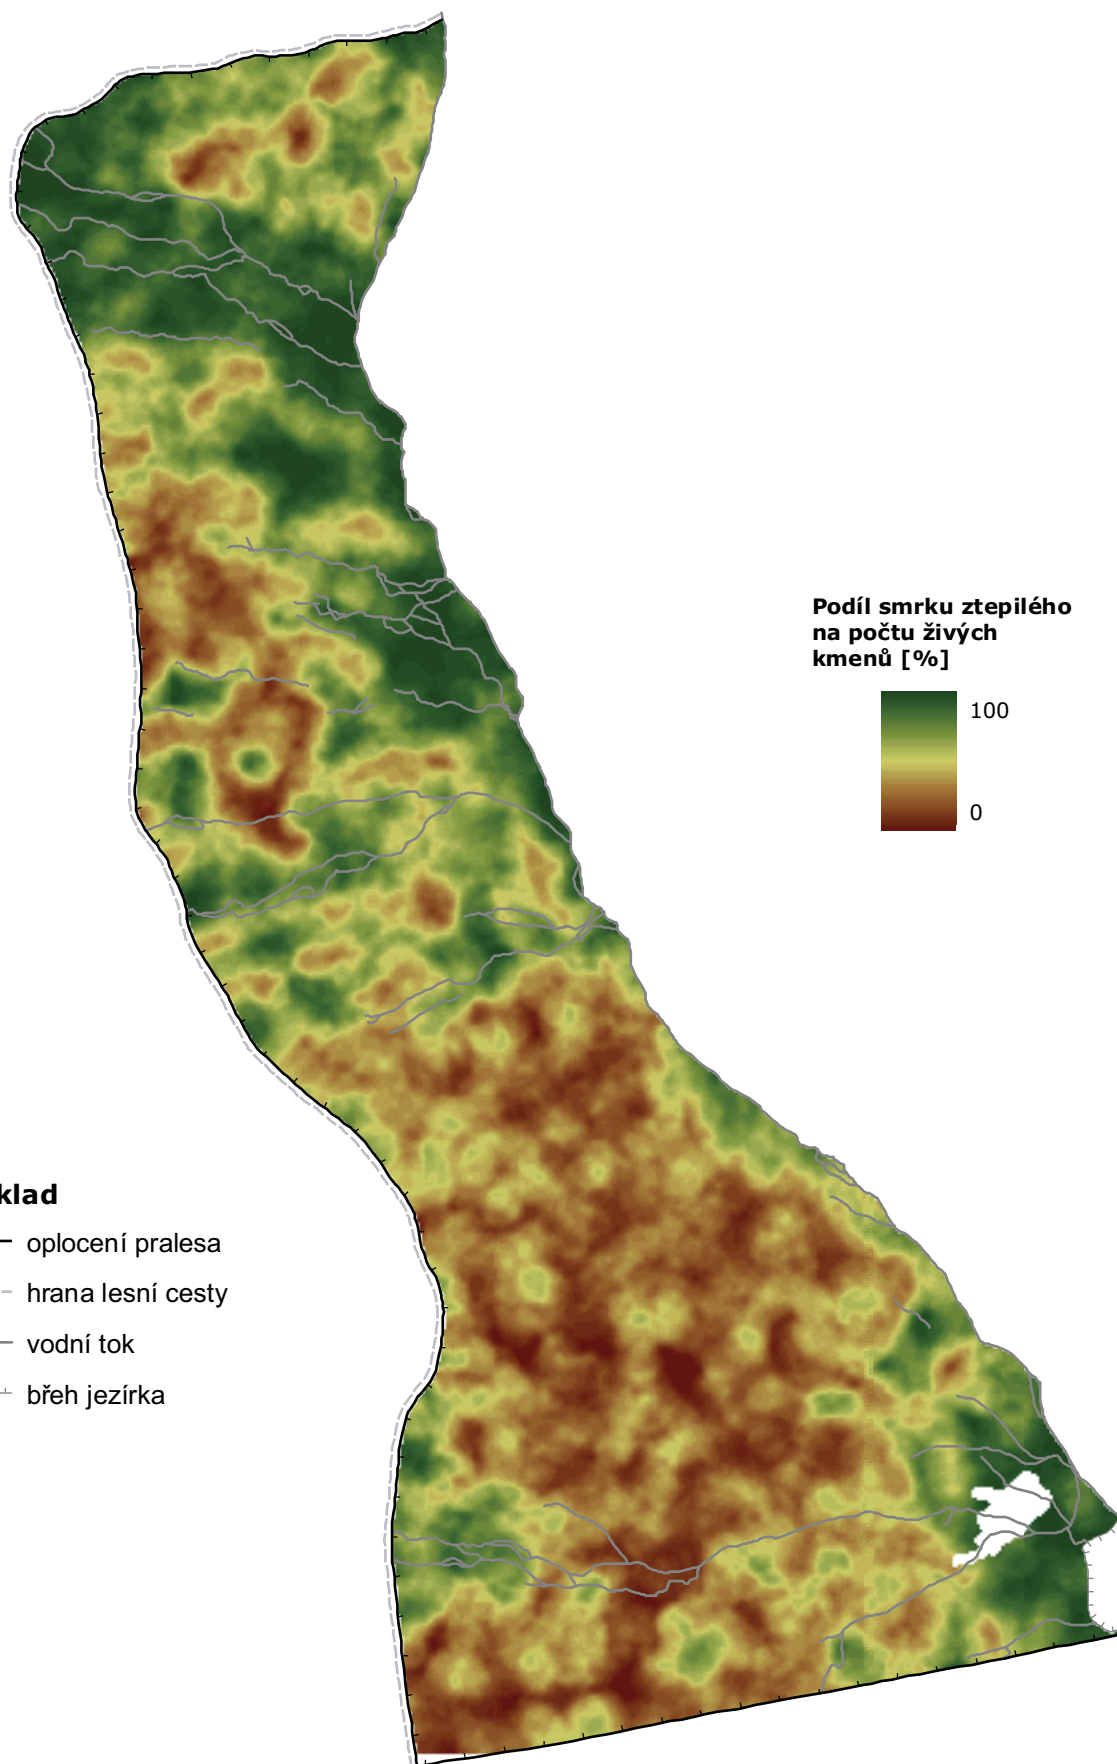 Podíl smrku ztepilého
na počtu živých
kmenů [%]
100
0
klad
oplocení pralesa
hrana lesní cesty
vodní tok
břeh jezírka